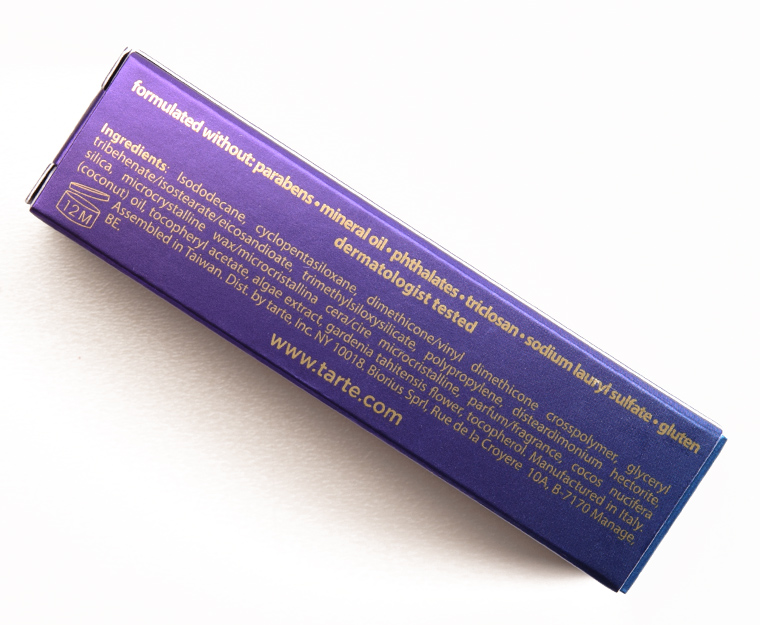 formulated without: parabens • mineral oil • phthalates • triclosan • sodium lauryl sulfate • gluten
dermatologist tested
Ingredients: Isododecane, cyclopentasiloxane, dimethicone/vinyl dimethicone crosspolymer, glyceryl
tribehenate/isostearate/eicosandioate, trimethylsiloxysilicate, polypropylene, disteardimonium hectorite,
silica, microcrystalline wax/microcristallina cera/cire microcristalline, parfum/fragrance, cocos nucifera
(coconut) oil, tocopheryl acetate, algae extract, gardenia tahitensis flower, tocopherol. Manufactured in Italy.
Assembled in Taiwan. Dist. by tarte, inc. NY 10018. Biorius Sprl, Rue de la Croyere 10A, B-7170 Manage,
BE.
12M
www.tarte.com